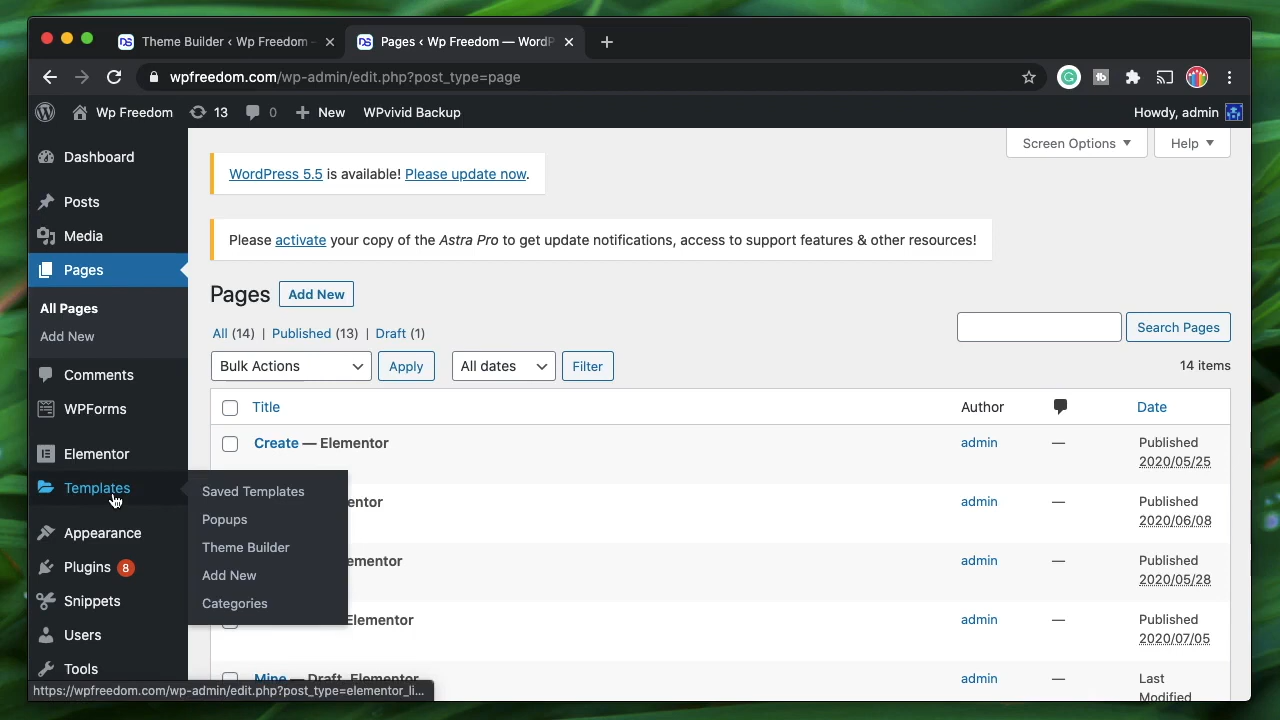 Theme Builder ‹ Wp Freedom
Pages ‹ Wp Freedom — WordP
wpfreedom.com/wp-admin/edit.php?post_type=page
Wp Freedom
13
0
New
WPvivid Backup
Howdy, admin
Dashboard
Posts
Media
Pages
All Pages
Add New
Comments
WPForms
Elementor
Templates
Appearance
Plugins 8
Snippets
Users
Tools
Saved Templates
Popups
Theme Builder
Add New
Categories
Screen Options
Help
WordPress 5.5 is available! Please update now.
Please activate your copy of the Astra Pro to get update notifications, access to support features & other resources!
Pages
Add New
All (14) | Published (13) | Draft (1)
Search Pages
Bulk Actions
Apply
All dates
Filter
14 items
Title
Author
Date
Create — Elementor
admin
—
Published
2020/05/25
entor
admin
—
Published
2020/06/08
ementor
admin
—
Published
2020/05/28
Elementor
admin
—
Published
2020/07/05
Mine — Draft, Elementor
admin
—
Last
Modified
https://wpfreedom.com/wp-admin/edit.php?post_type=elementor_li...